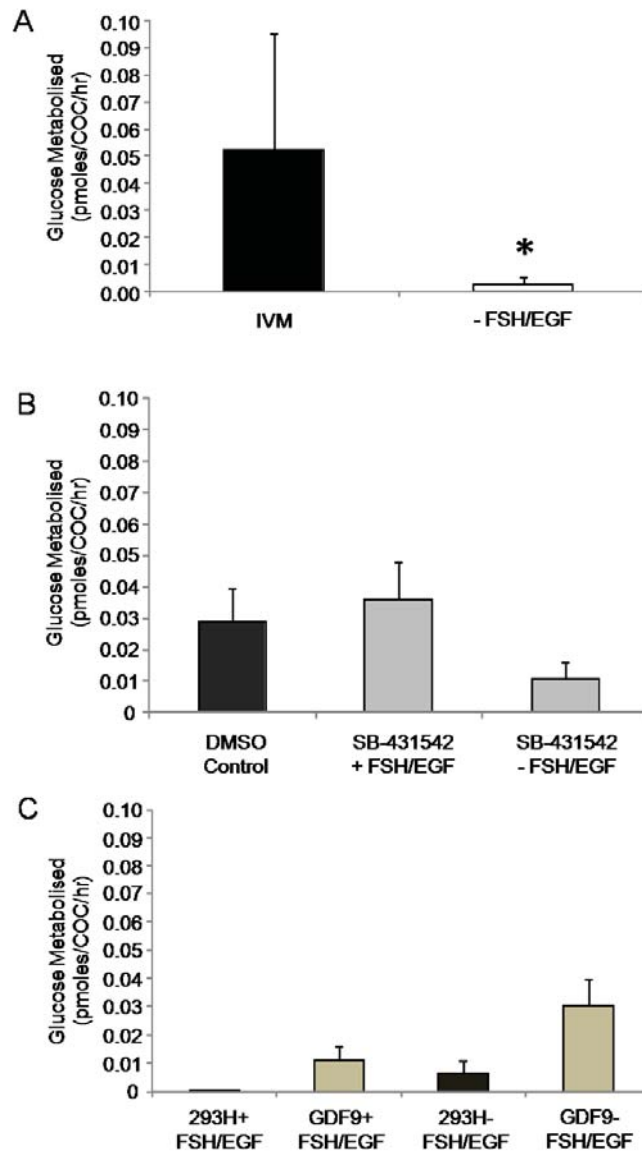 A
Glucose Metabolised
(pmoles/COC/hr)
0.10
0.09
0.08
0.07
0.06
0.05
0.04
0.03
0.02
0.01
0.00
*
IVM
- FSH/EGF
B
Glucose Metabolised
(pmoles/COC/hr)
0.10
0.09
0.08
0.07
0.06
0.05
0.04
0.03
0.02
0.01
0
DMSO
Control
SB-431542
+ FSH/EGF
SB-431542
- FSH/EGF
C
Glucose Metabolised
(pmoles/COC/hr)
0.10
0.09
0.08
0.07
0.06
0.05
0.04
0.03
0.02
0.01
0
293H+
FSH/EGF
GDF9+
FSH/EGF
293H-
FSH/EGF
GDF9-
FSH/EGF